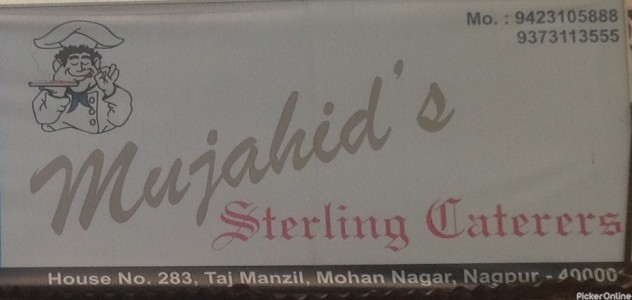 Mo. : 9423105888
9373113555
Mujahid's
Sterling Caterers
House No. 283, Taj Manzil, Mohan Nagar, Nagpur -
PickerOnline